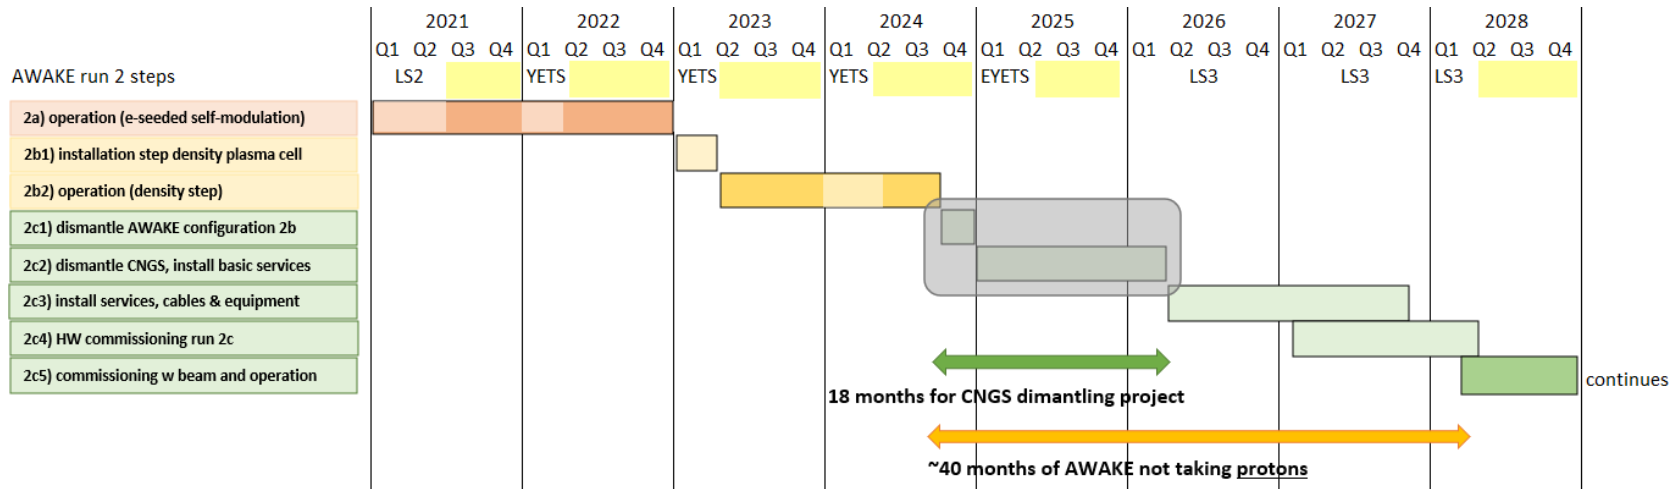 2021 2022 2023 2024 2025 2026 2027 2028
Q1 Q2 Q3 Q4 Q1 Q2 Q3 Q4 Q1 Q2 Q3 Q4 Q1 Q2 Q3 Q4 Q1 Q2 Q3 Q4 Q1 Q2 Q3 Q4 Q1 Q2 Q3 Q4 Q1 Q2 Q3 Q4
AWAKE run 2 steps LS2 YETS YETS YETS EYETS LS3 LS3 LS3
2a) operation (e-seeded self-modulation)
2b1) installation step density plasma cell
2b2) operation (density step)
2c1) dismantle AWAKE configuration 2b
2c2) dismantle CNGS, install basic services
2c3) install services, cables & equipment
2c4) HW commissioning run 2c
2c5) commissioning w beam and operation
continues
18 months for CNGS dimantling project
~40 months of AWAKE not taking protons